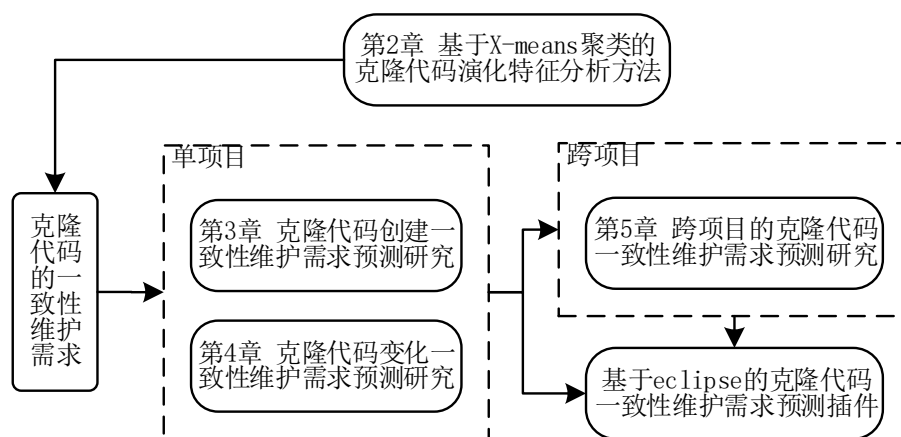 第2章 基于X-means聚类的
克隆代码演化特征分析方法
克隆
代码
的一
致性
维护
需求
单项目
第3章 克隆代码创建一
致性维护需求预测研究
第4章 克隆代码变化一
致性维护需求预测研究
跨项目
第5章 跨项目的克隆代码
一致性维护需求预测研究
基于eclipse的克隆代码
一致性维护需求预测插件